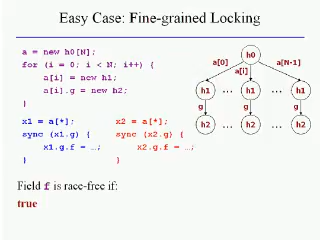 Easy Case: Fine-grained Locking
a = new h0[N];
for (i = 0; i < N; i++) {
a[i] = new h1;
a[i].g = new h2;
}
x1 = a[*];
sync (x1.g) {
x1.g.f = …;
}
x2 = a[*];
sync (x2.g) {
x2.g.f = …;
}
h0
a[0]
a[i]
a[N-1]
h1 … h1 … h1
g g g
h2 … h2 … h2
Field f is race-free if:
true